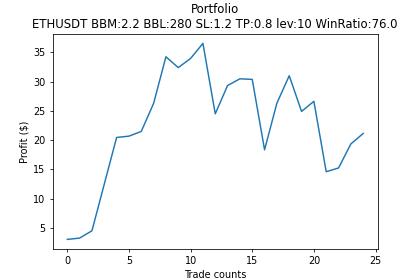 Portfolio
ETHUSDT BBM:2.2 BBL:280 SL:1.2 TP:0.8 lev:10 WinRatio:76.0
35
30
25
20
15
10
5
Profit ($)
0 5 10 15 20 25
Trade counts